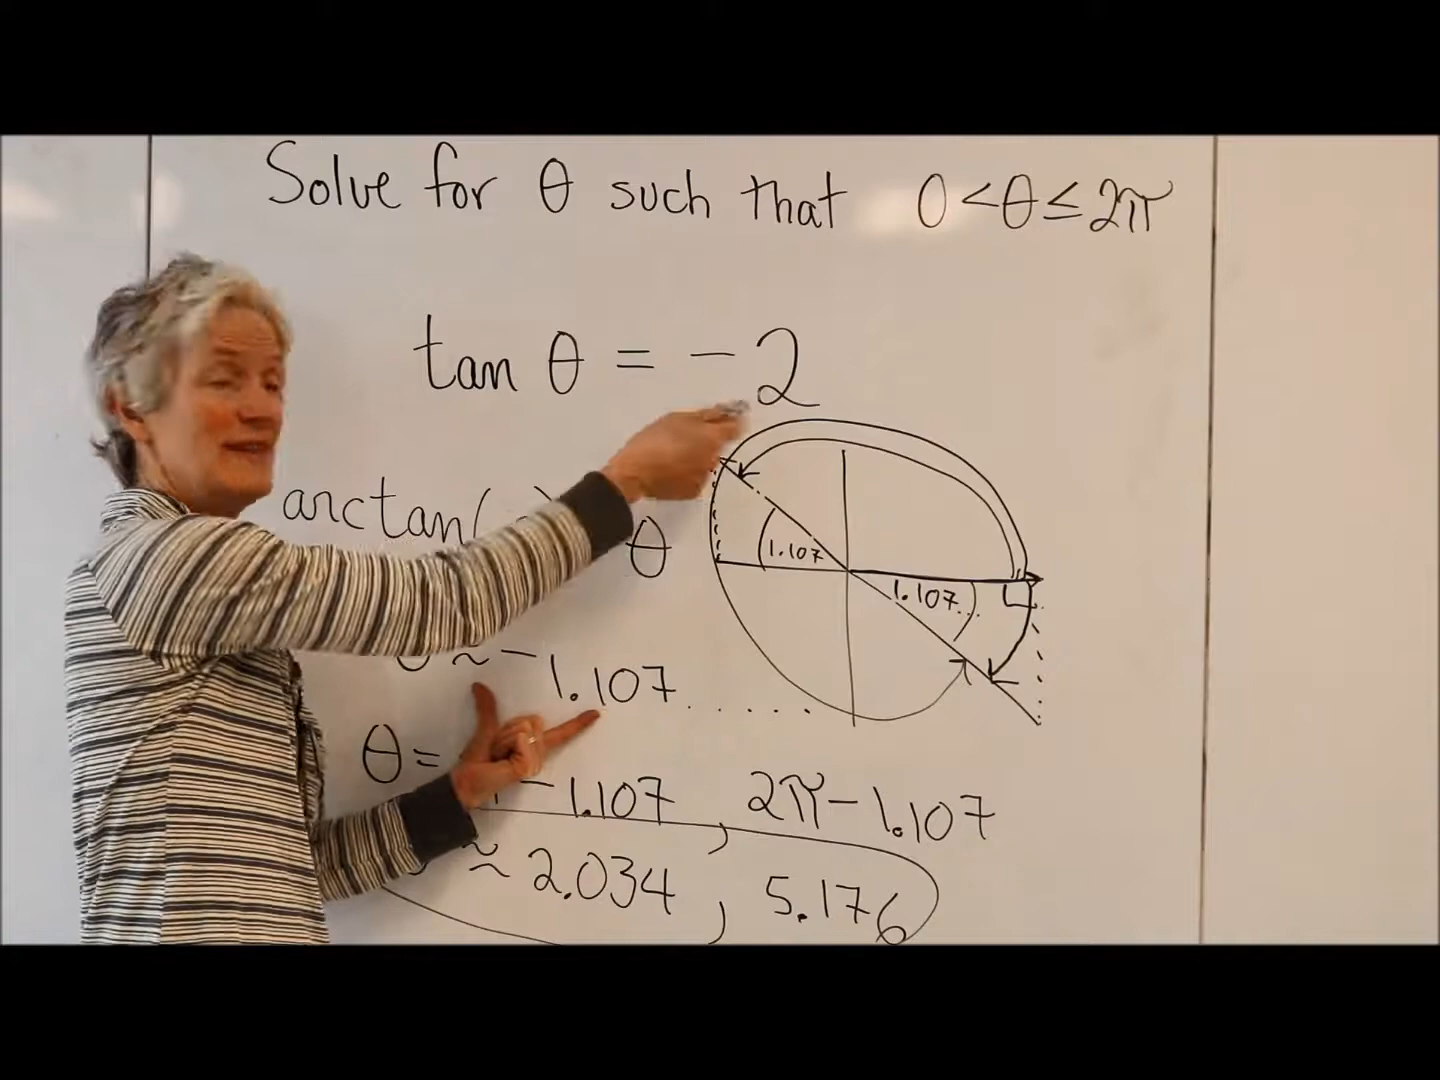 Solve for θ such that 0 < θ ≤ 2π
tan θ = -2
arctan( ) θ
1.107
1.107...
≈ -1.107 . . . . . .
θ = -1.107 , 2π - 1.107
≈ 2.034 , 5.176